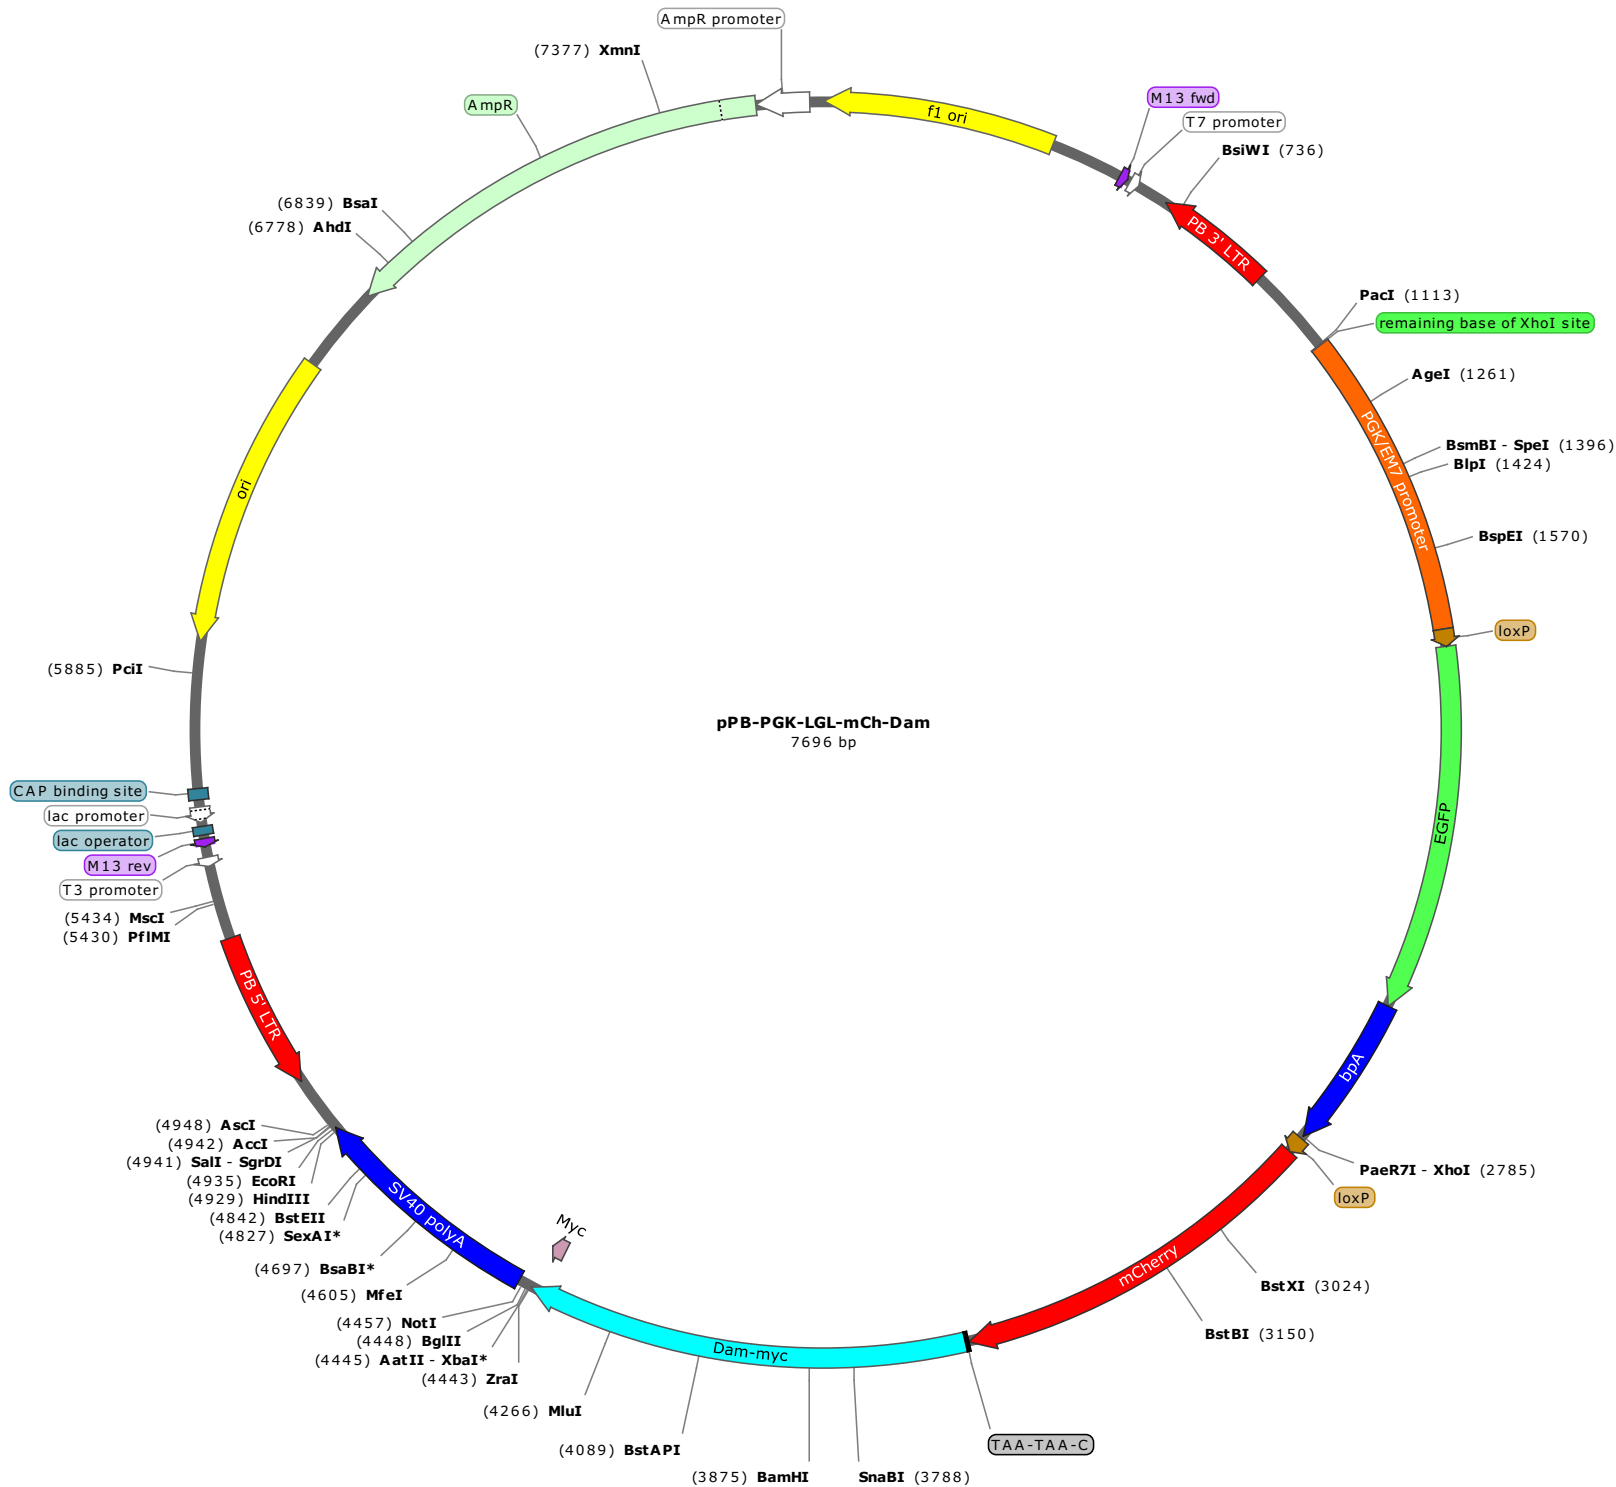 AmpR promoter
(7377) XmnI
AmpR
f1 ori
M13 fwd
T7 promoter
BsiWI (736)
PB 3' LTR
(6839) BsaI
(6778) AhdI
PacI (1113)
remaining base of XhoI site
AgeI (1261)
PGK/EM7 promoter
BsmBI - SpeI (1396)
BlpI (1424)
BspEI (1570)
ori
loxP
(5885) PciI
pPB-PGK-LGL-mCh-Dam
7696 bp
EGFP
CAP binding site
lac promoter
lac operator
M13 rev
T3 promoter
(5434) MscI
(5430) PflMI
PB 5' LTR
bpA
(4948) AscI
(4942) AccI
(4941) SalI - SgrDI
(4935) EcoRI
(4929) HindIII
(4842) BstEII
(4827) SexAI*
(4697) BsaBI*
(4605) MfeI
SV40 polyA
Myc
PaeR7I - XhoI (2785)
loxP
mCherry
BstXI (3024)
BstBI (3150)
(4457) NotI
(4448) BglII
(4445) AatII - XbaI*
(4443) ZraI
Dam-myc
(4266) MluI
(4089) BstAPI
(3875) BamHI
SnaBI (3788)
TAA-TAA-C